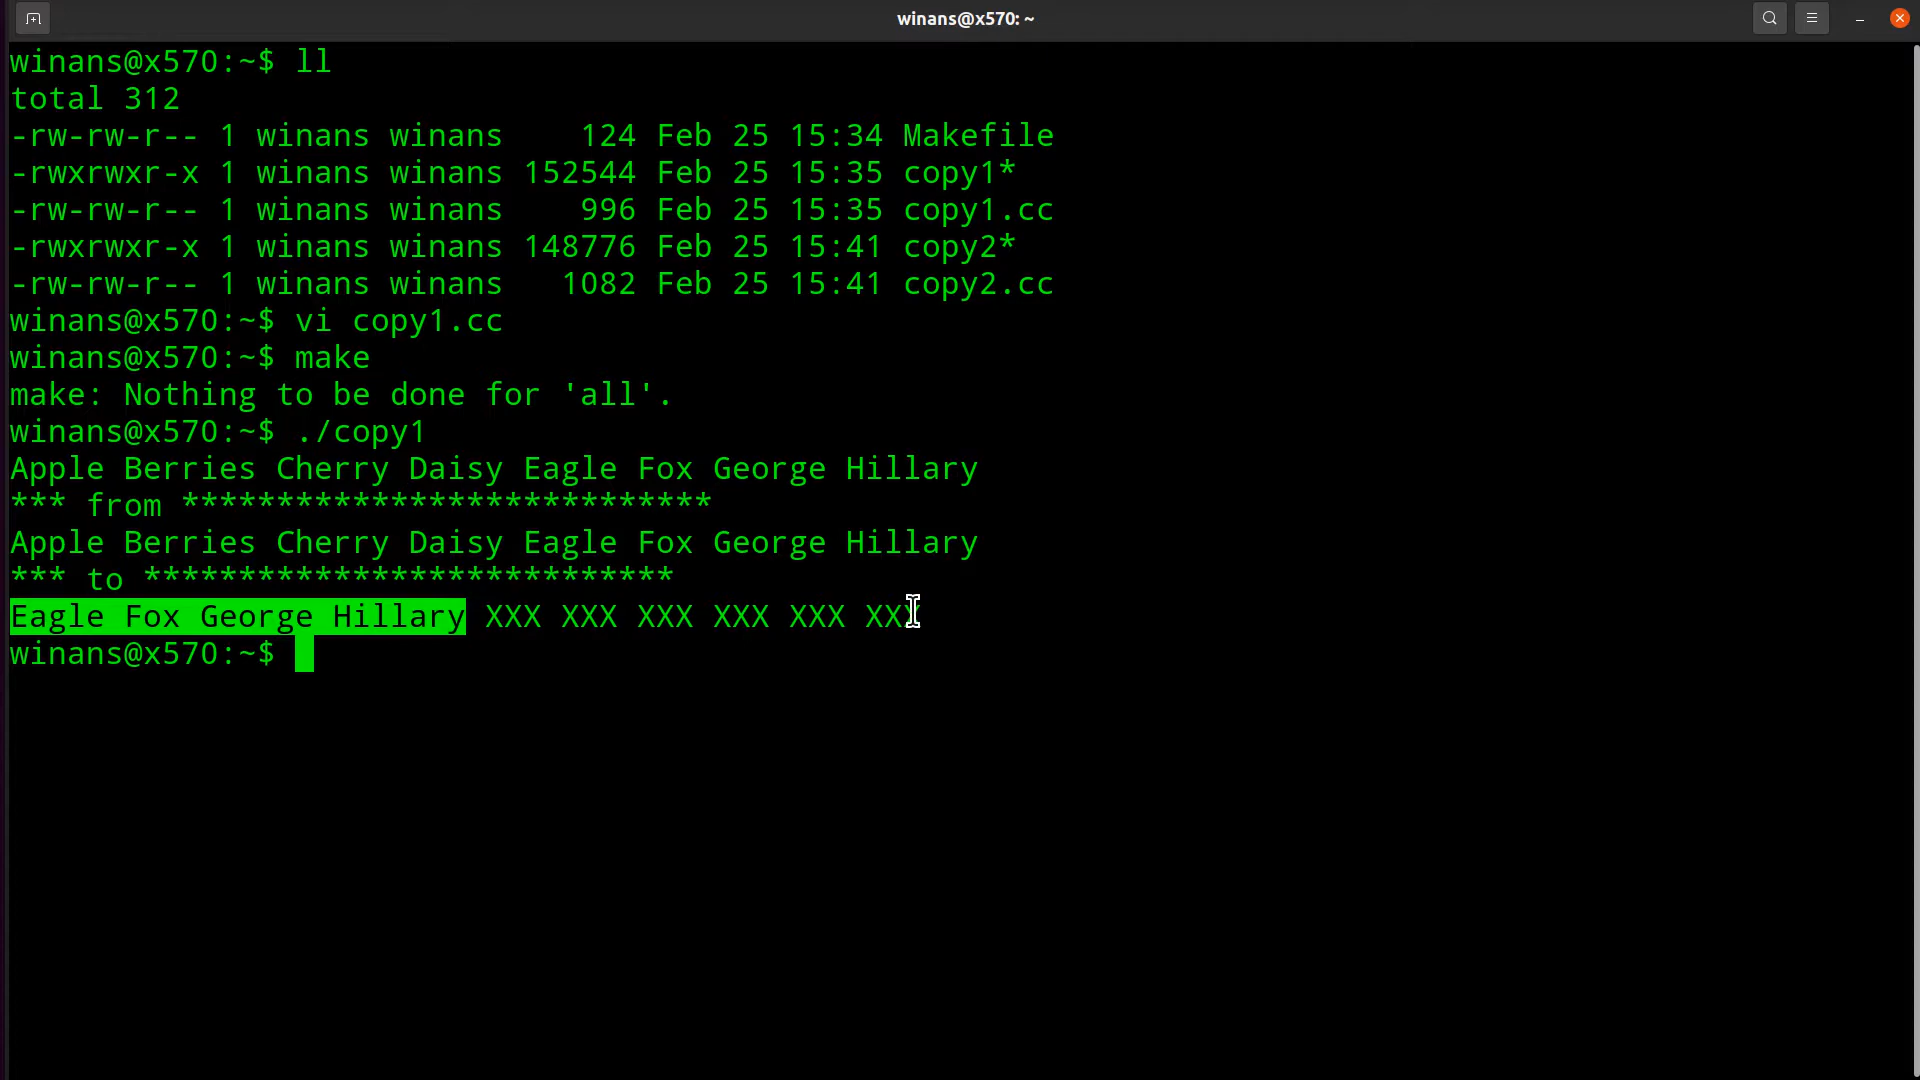 winans@x570: ~
winans@x570:~$ ll
total 312
-rw-rw-r-- 1 winans winans    124 Feb 25 15:34 Makefile
-rwxrwxr-x 1 winans winans 152544 Feb 25 15:35 copy1*
-rw-rw-r-- 1 winans winans    996 Feb 25 15:35 copy1.cc
-rwxrwxr-x 1 winans winans 148776 Feb 25 15:41 copy2*
-rw-rw-r-- 1 winans winans   1082 Feb 25 15:41 copy2.cc
winans@x570:~$ vi copy1.cc
winans@x570:~$ make
make: Nothing to be done for 'all'.
winans@x570:~$ ./copy1
Apple Berries Cherry Daisy Eagle Fox George Hillary
*** from ****************************
Apple Berries Cherry Daisy Eagle Fox George Hillary
*** to ****************************
Eagle Fox George Hillary XXX XXX XXX XXX XXX XXX
winans@x570:~$